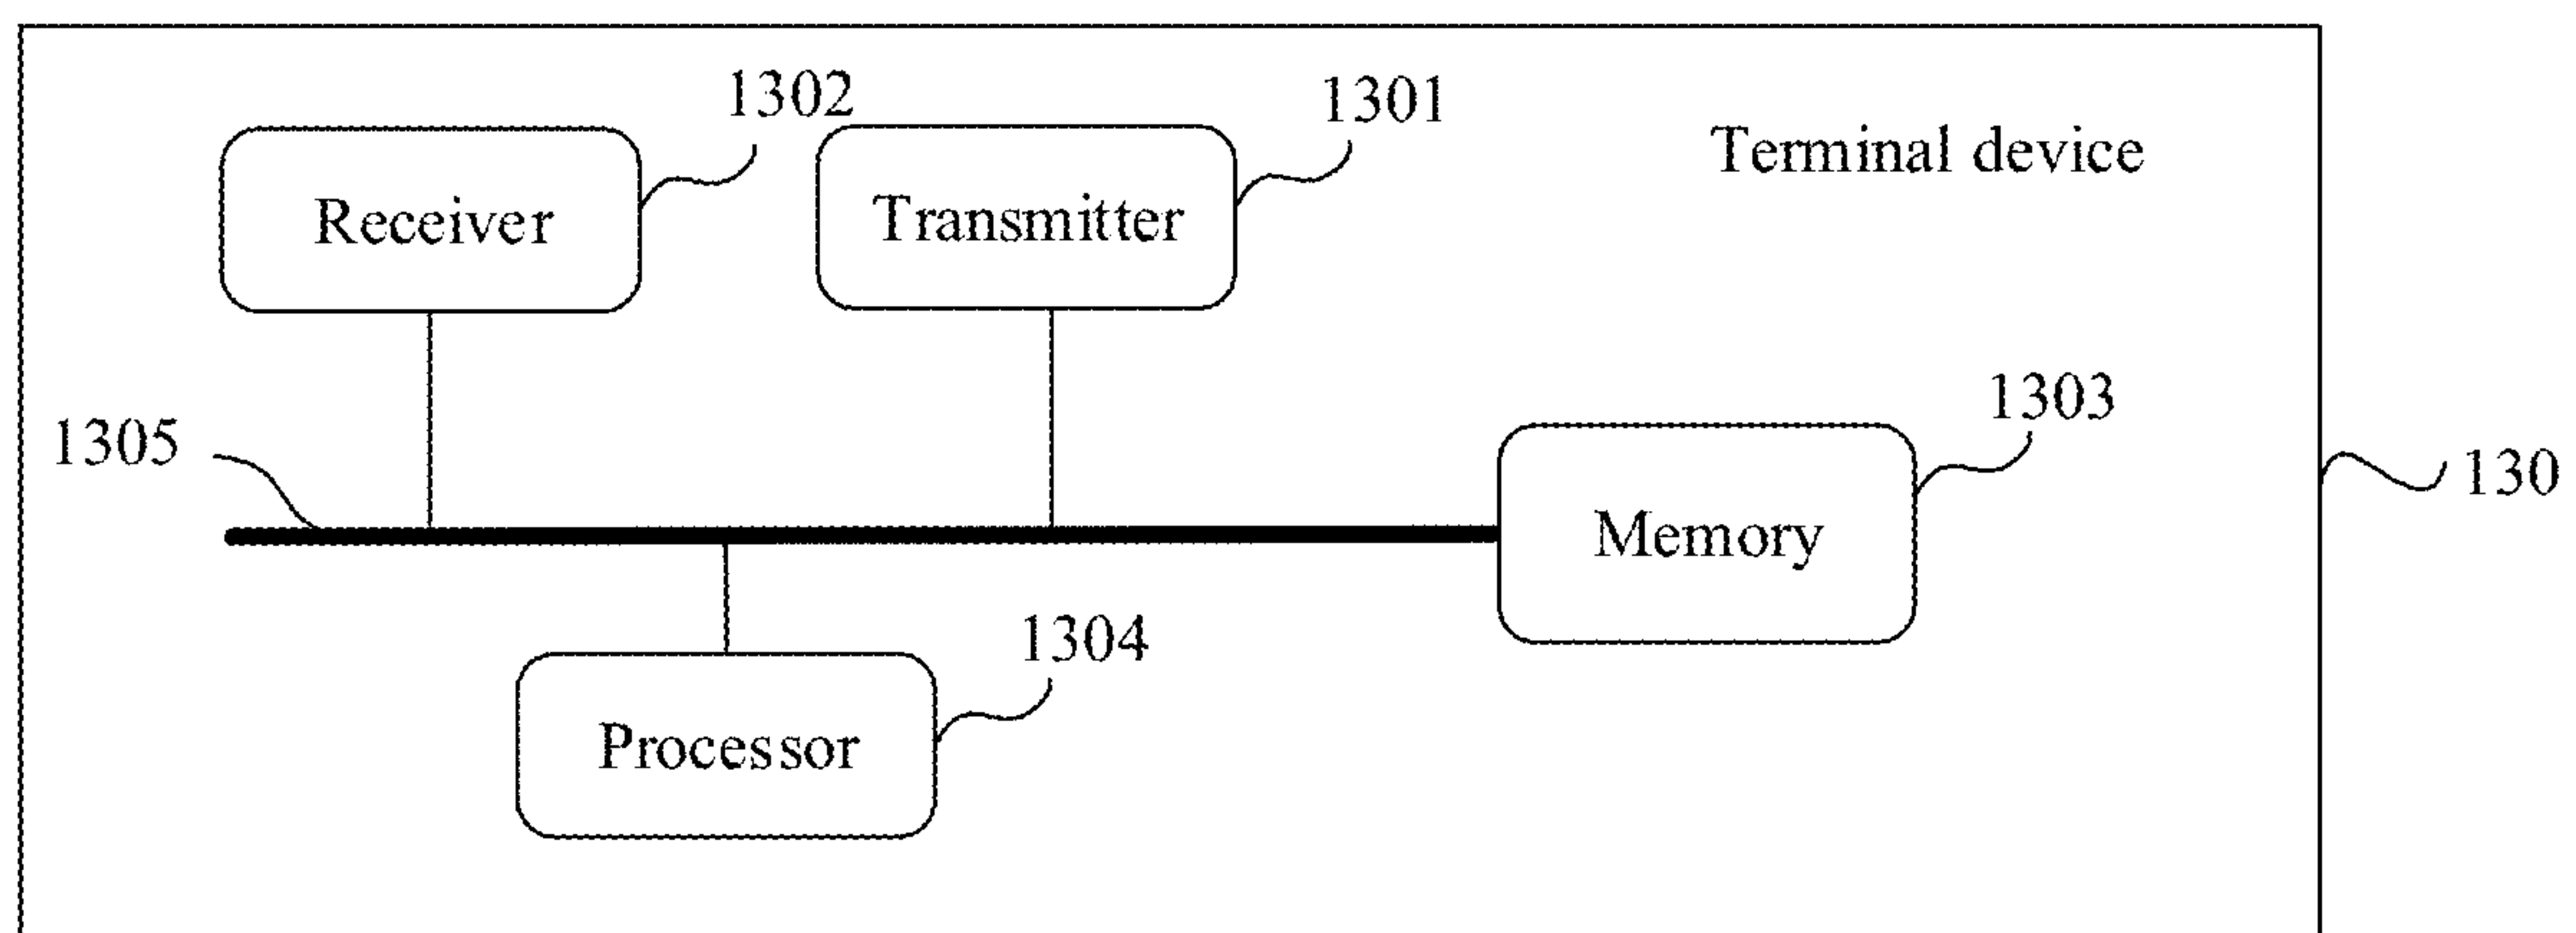 1302
1301
Terminal device
Receiver
Transmitter
1303
1305
130
Memory
1304
Processor